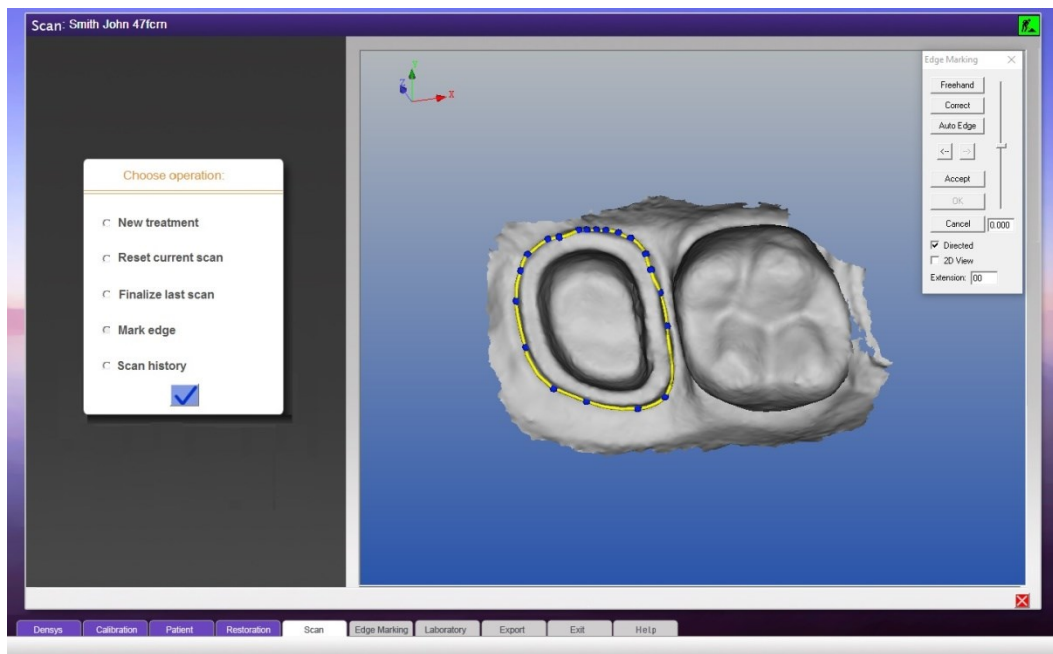 Scan: Smith John 47fcrn
Choose operation:
New treatment
Reset current scan
Finalize last scan
Mark edge
Scan history
Y
Z
X
Edge Marking
Freehand
Correct
Auto Edge
<-- -->
Accept
OK
Cancel 0.000
Directed
2D View
Extension: 00
Densys Calibration Patient Restoration Scan Edge Marking Laboratory Export Exit Help